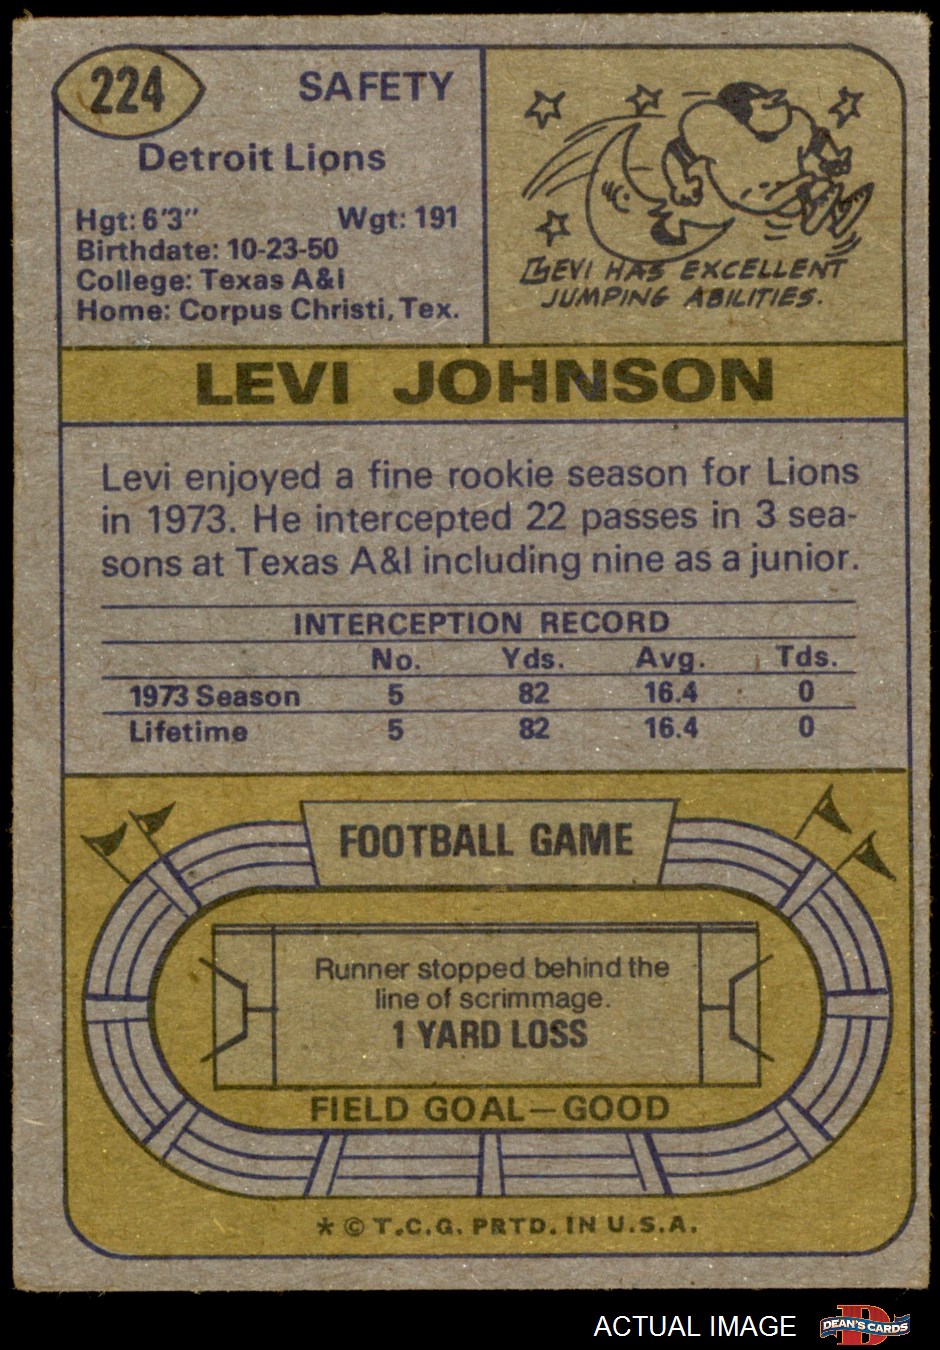 224
SAFETY
Detroit Lions
Hgt: 6'3" Wgt: 191
Birthdate: 10-23-50
College: Texas A&I
Home: Corpus Christi, Tex.
LEVI HAS EXCELLENT
JUMPING ABILITIES.
LEVI JOHNSON
Levi enjoyed a fine rookie season for Lions
in 1973. He intercepted 22 passes in 3 sea-
sons at Texas A&I including nine as a junior.
INTERCEPTION RECORD
No. Yds. Avg. Tds.
1973 Season 5 82 16.4 0
Lifetime 5 82 16.4 0
FOOTBALL GAME
Runner stopped behind the
line of scrimmage.
1 YARD LOSS
FIELD GOAL—GOOD
* © T.C.G. PRTD. IN U.S.A.
ACTUAL IMAGE
DEAN'S CARDS